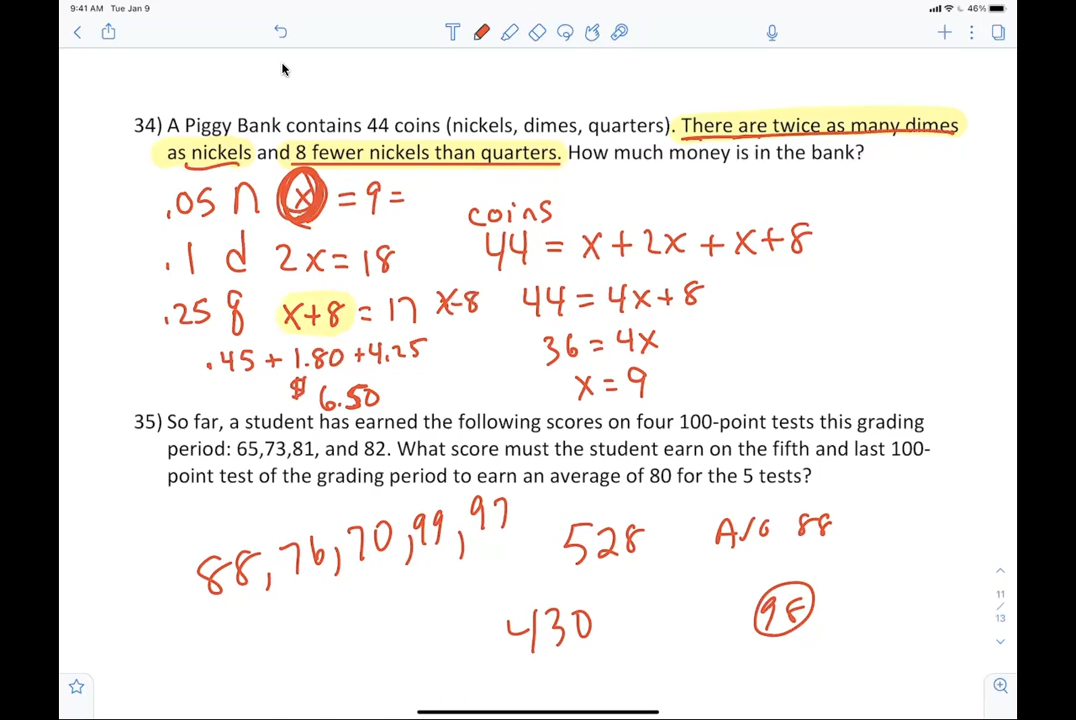 9:41 AM Tue Jan 9
46%
34) A Piggy Bank contains 44 coins (nickels, dimes, quarters). There are twice as many dimes
as nickels and 8 fewer nickels than quarters. How much money is in the bank?
.05 n x = 9 =
coins
44 = x + 2x + x + 8
.1 d 2x = 18
.25 q x+8 = 17 x-8
44 = 4x + 8
36 = 4x
.45 + 1.80 + 4.25
x = 9
$ 6.50
35) So far, a student has earned the following scores on four 100-point tests this grading
period: 65,73,81, and 82. What score must the student earn on the fifth and last 100-
point test of the grading period to earn an average of 80 for the 5 tests?
88, 76, 70, 99, 97
528
AVG 88
430
98
11
/
13